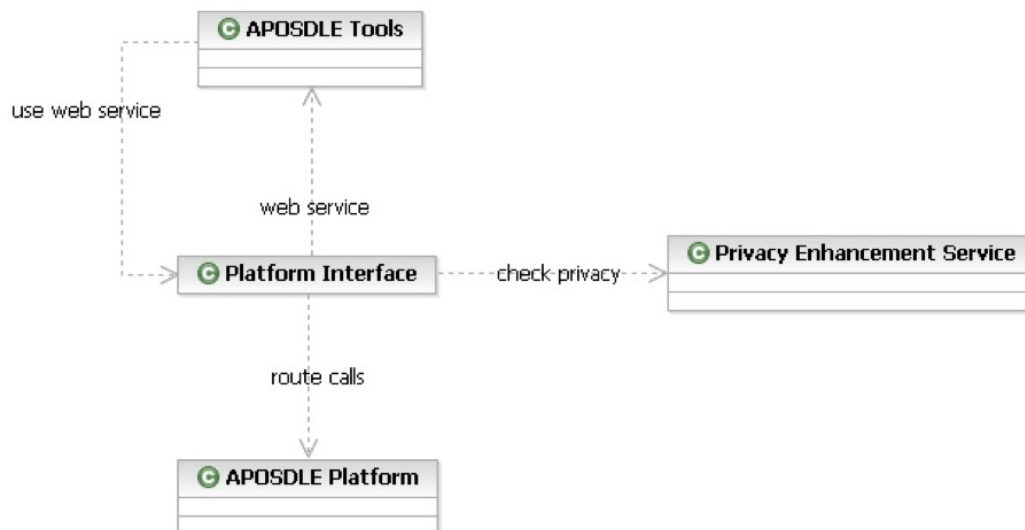 C APOSDLE Tools
use web service
web service
C Platform Interface
check privacy
C Privacy Enhancement Service
route calls
C APOSDLE Platform